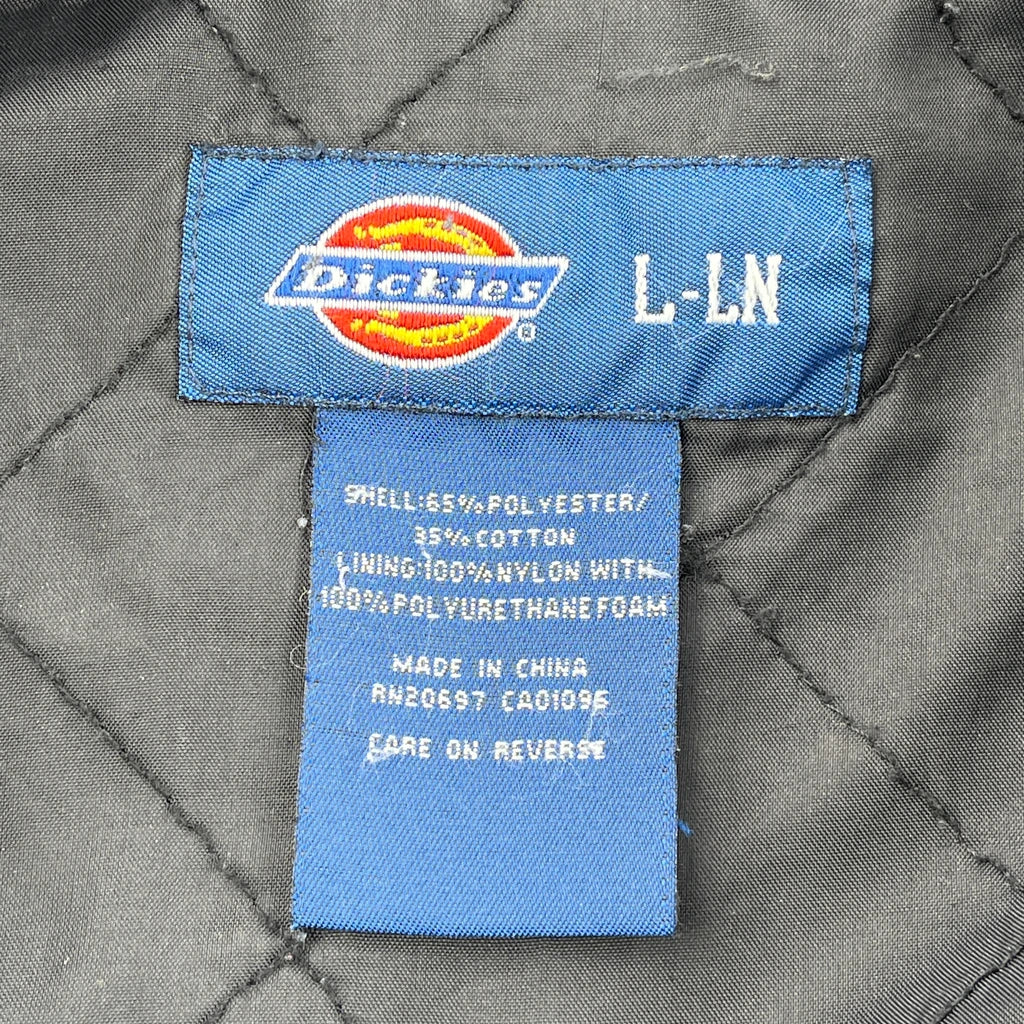 Dickies
®
L-LN
SHELL:65%POLYESTER/
35%COTTON
LINING:100%NYLON WITH
100%POLYURETHANE FOAM
MADE IN CHINA
RN20697 CA01096
CARE ON REVERSE